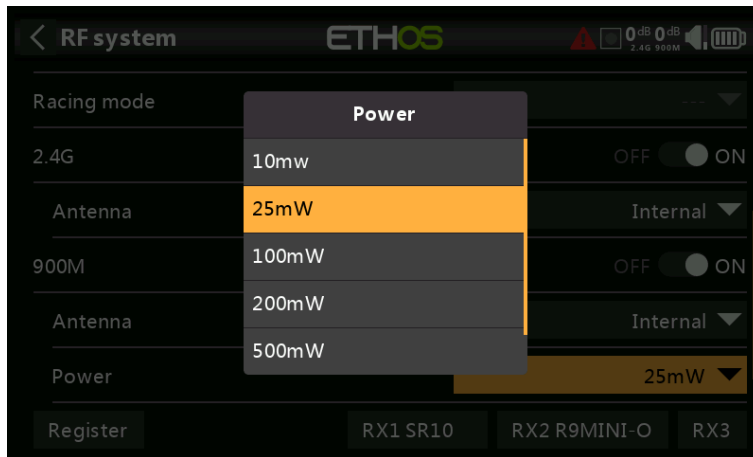 RF system
ETHOS
0dB 0dB
2.4G 900M
Racing mode
---
Power
10mw
25mW
100mW
200mW
500mW
2.4G
OFF ON
Antenna
Internal
900M
OFF ON
Antenna
Internal
Power
25mW
Register
RX1 SR10
RX2 R9MINI-O
RX3